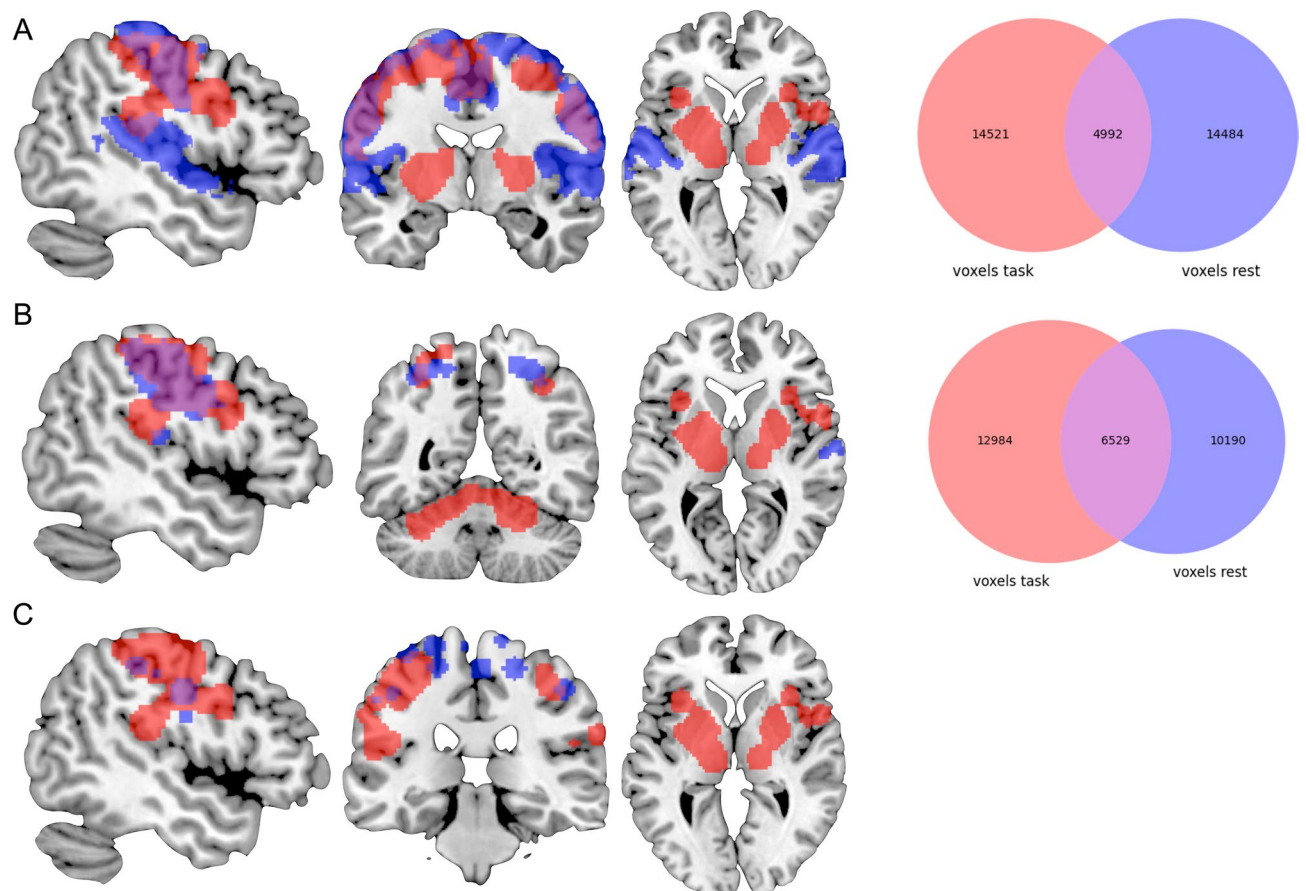 A
14521 4992 14484
voxels task voxels rest
B
12984 6529 10190
voxels task voxels rest
C